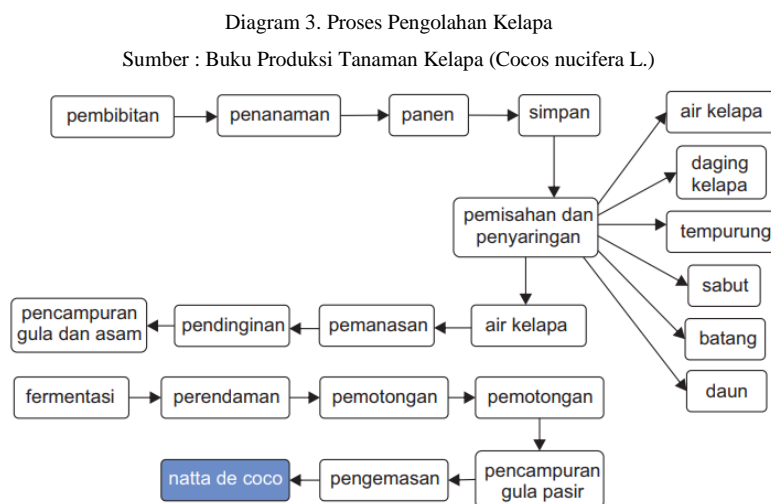 Diagram 3. Proses Pengolahan Kelapa
Sumber : Buku Produksi Tanaman Kelapa (Cocos nucifera L.)
pembibitan
penanaman
panen
simpan
air kelapa
daging
kelapa
pemisahan dan
penyaringan
tempurung
sabut
batang
daun
air kelapa
pemanasan
pendinginan
pencampuran
gula dan asam
fermentasi
perendaman
pemotongan
pemotongan
pencampuran
gula pasir
pengemasan
natta de coco